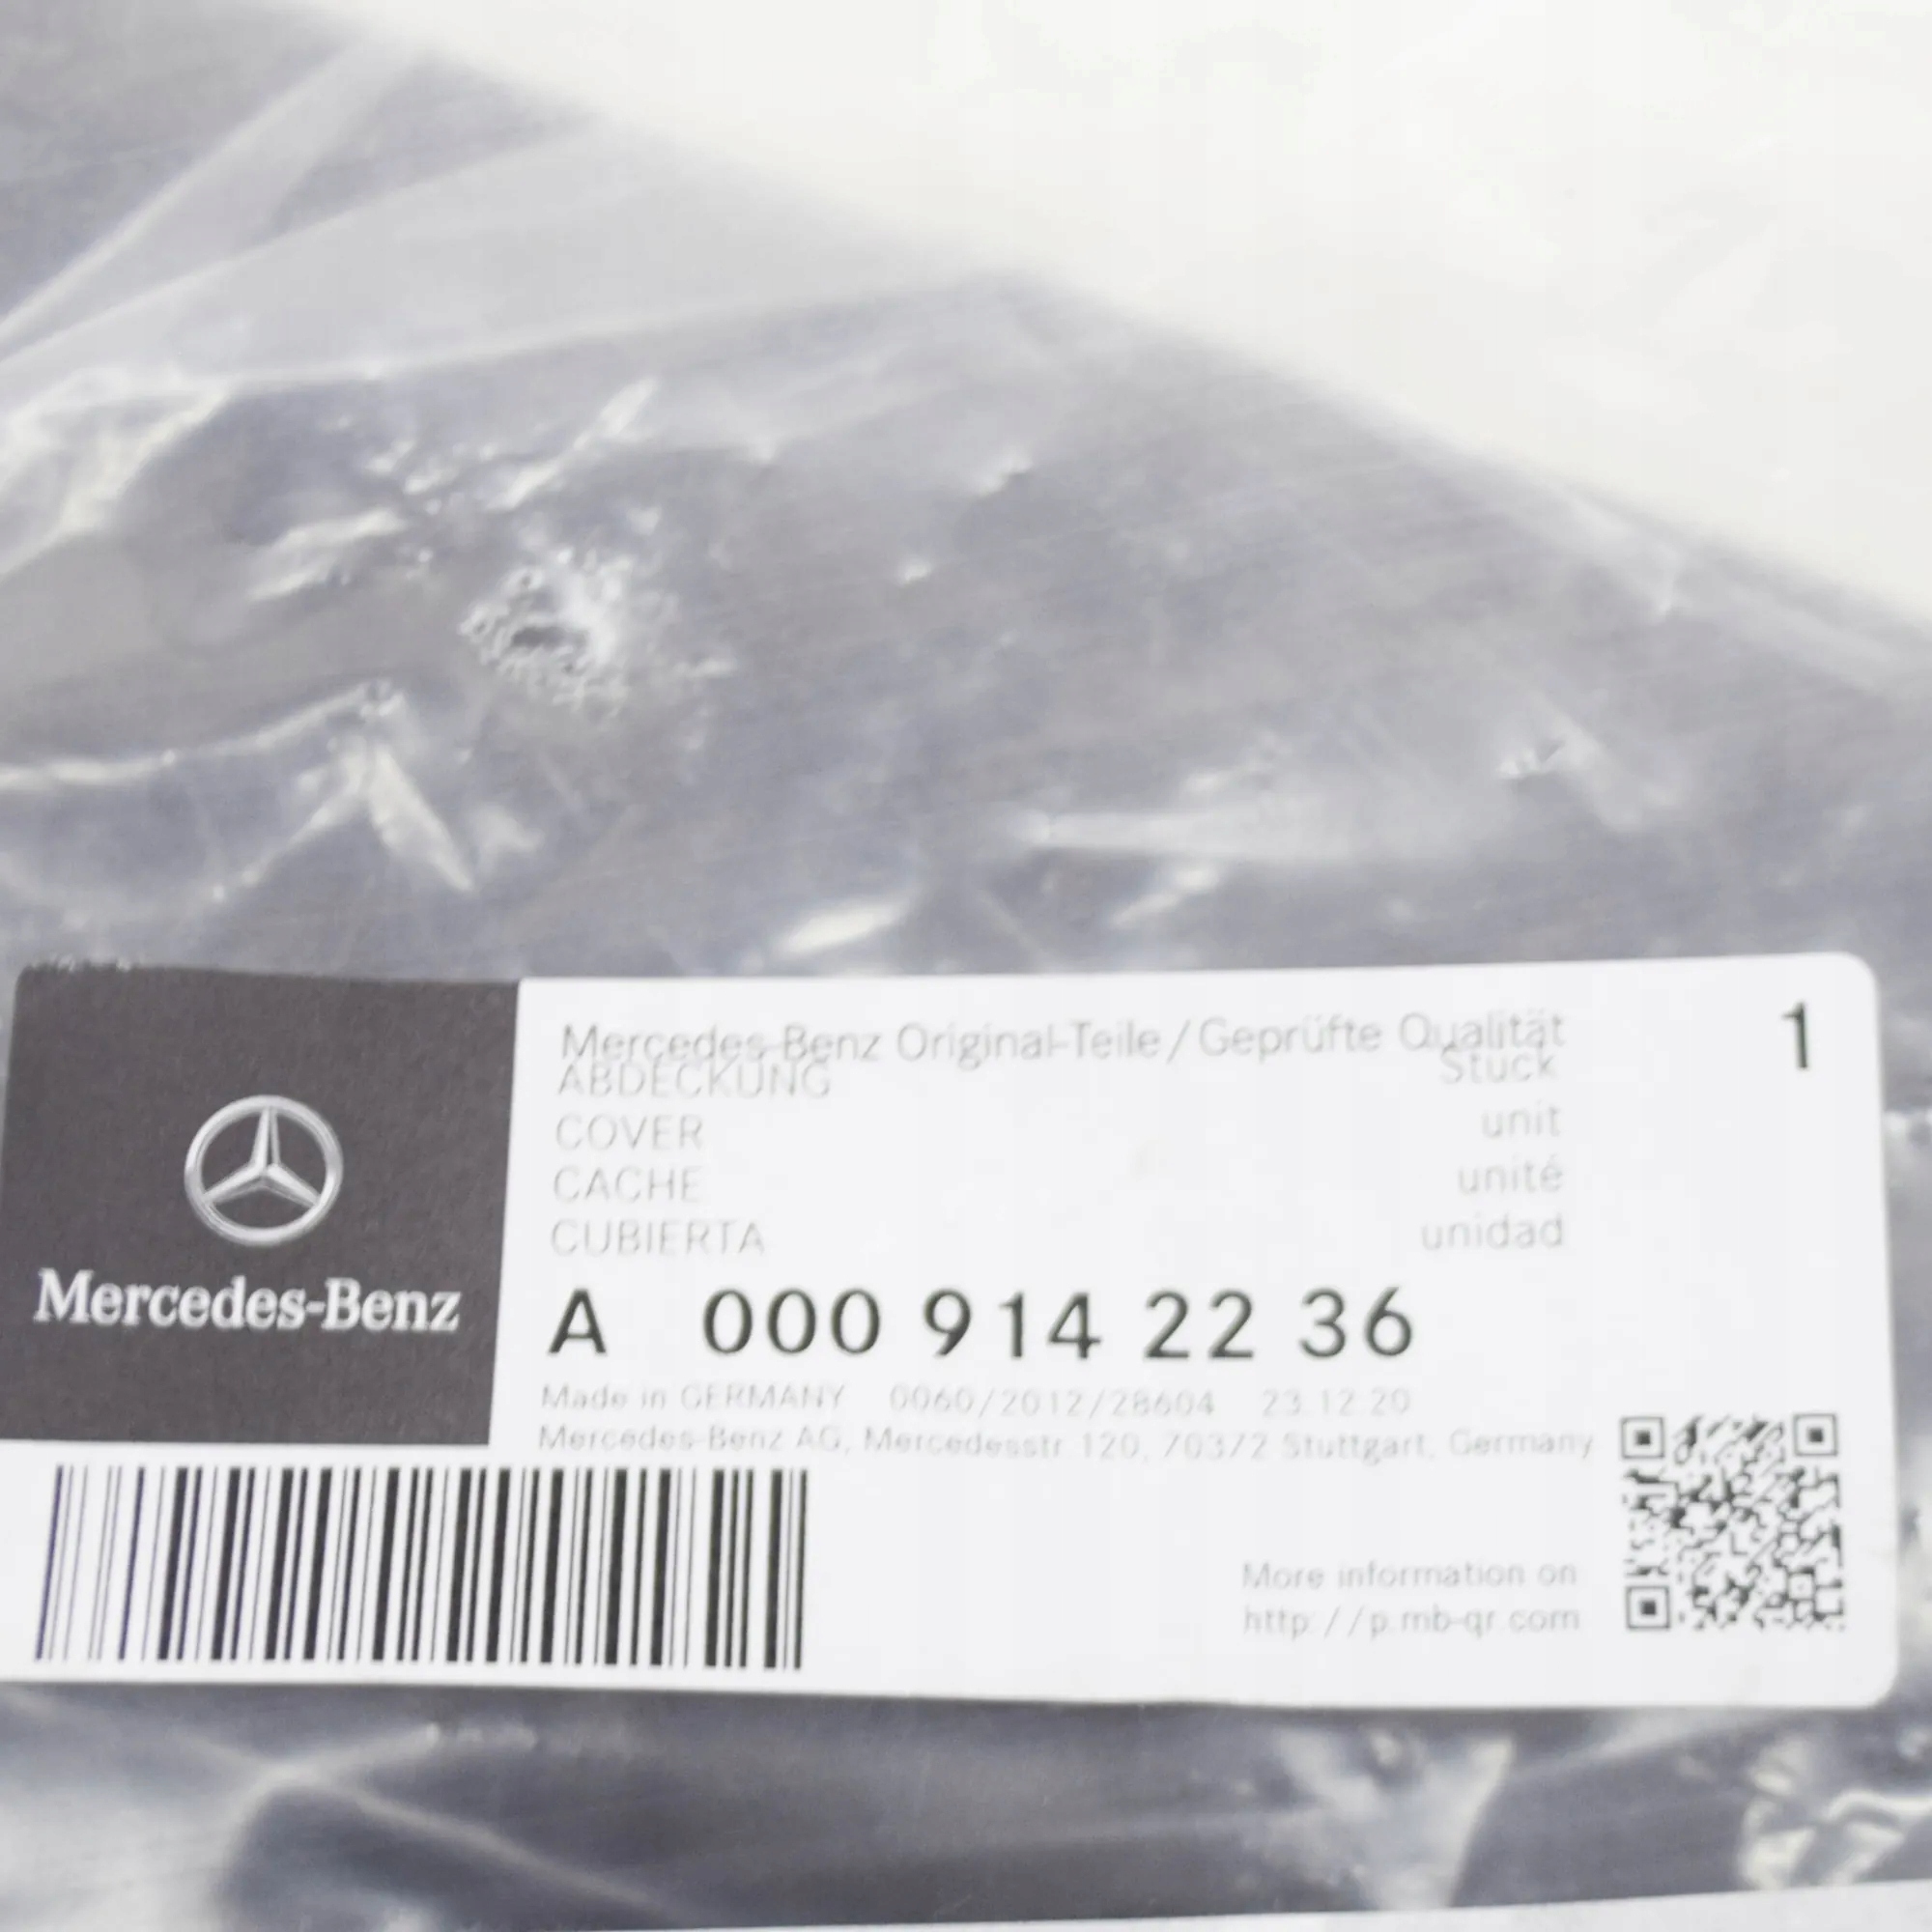 Mercedes-Benz Original-Teile/Geprüfte Qualität 1
ABDECKUNG Stück
COVER unit
CACHE unité
CUBIERTA unidad
Mercedes-Benz
A 000 914 22 36
Made in GERMANY 0060/2012/28604 23.12.20
Mercedes-Benz AG, Mercedesstr. 120, 70372 Stuttgart, Germany
More information on
http://p.mb-qr.com